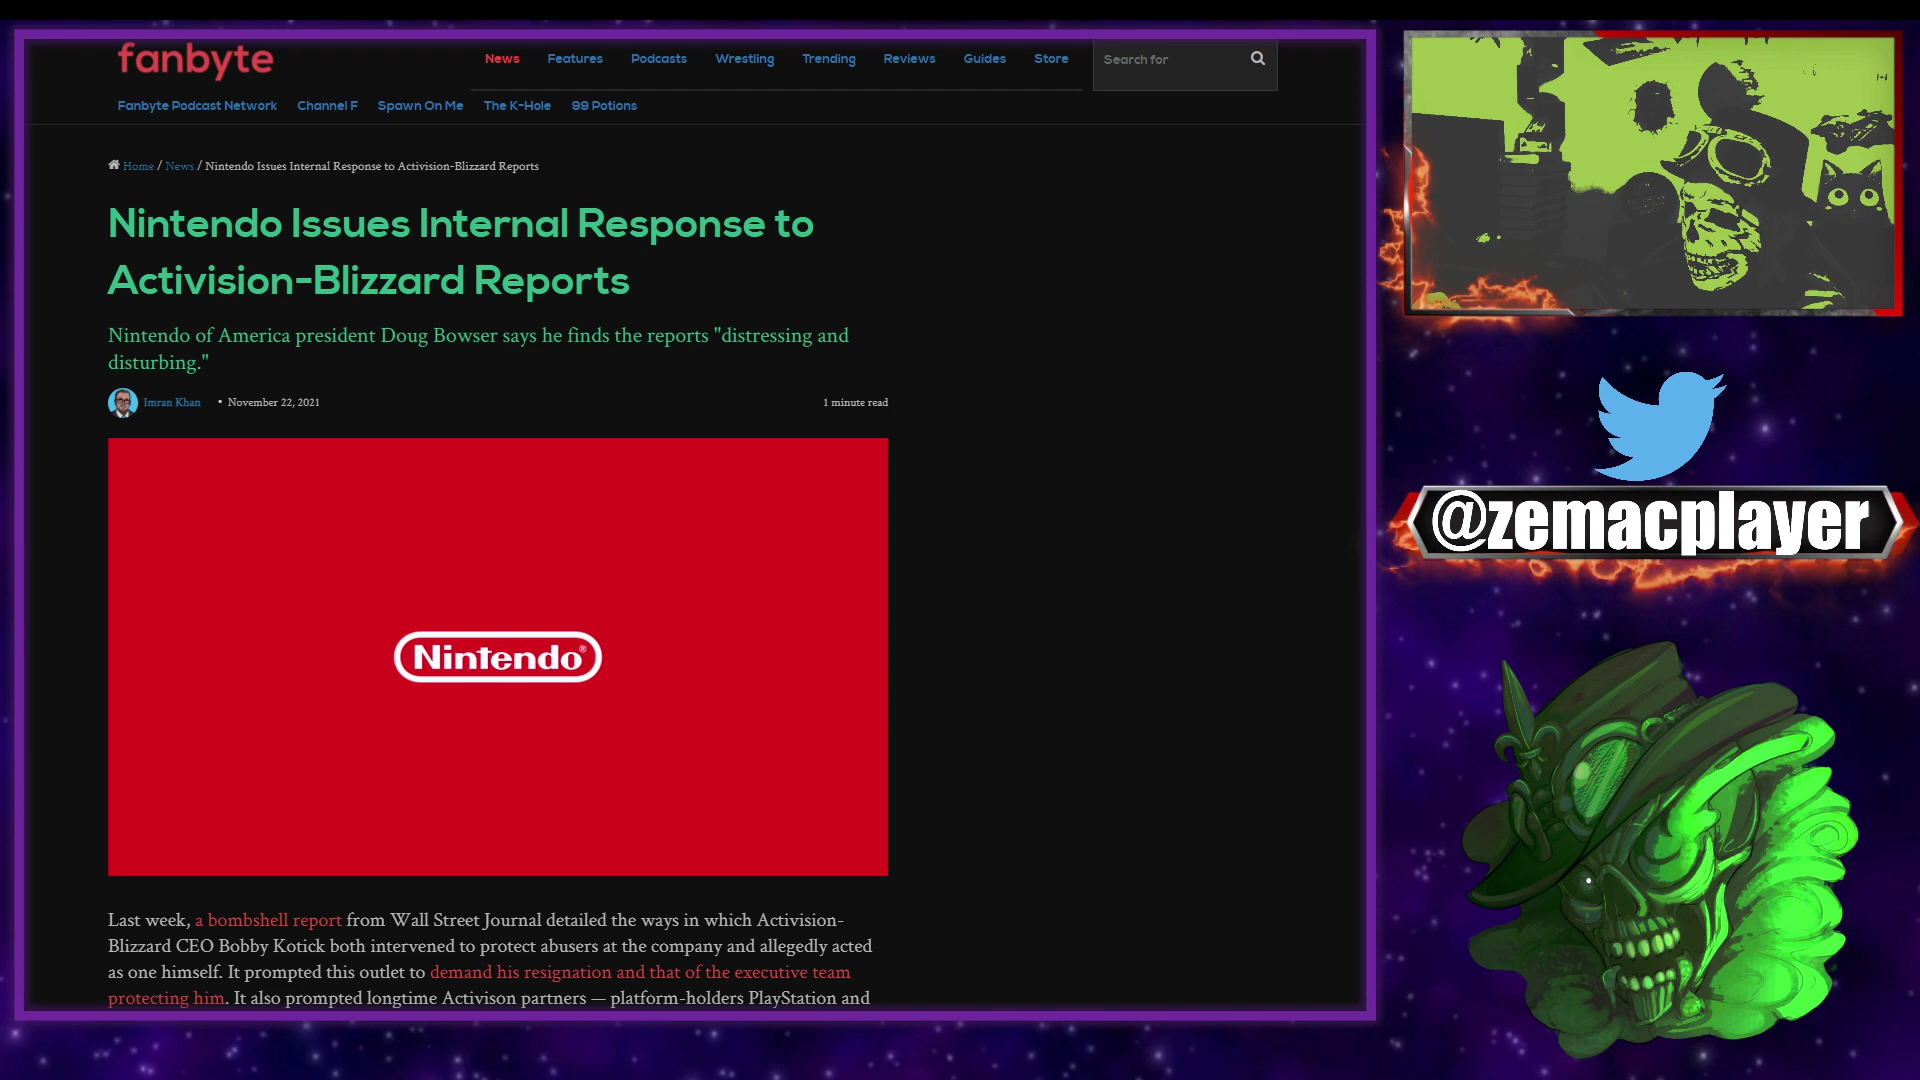 fanbyte
News Features Podcasts Wrestling Trending Reviews Guides Store Search for
Fanbyte Podcast Network Channel F Spawn On Me The K-Hole 99 Potions
Home / News / Nintendo Issues Internal Response to Activision-Blizzard Reports
Nintendo Issues Internal Response to
Activision-Blizzard Reports
Nintendo of America president Doug Bowser says he finds the reports "distressing and
disturbing."
Imran Khan • November 22, 2021 1 minute read
Nintendo®
Last week, a bombshell report from Wall Street Journal detailed the ways in which Activision-
Blizzard CEO Bobby Kotick both intervened to protect abusers at the company and allegedly acted
as one himself. It prompted this outlet to demand his resignation and that of the executive team
protecting him. It also prompted longtime Activison partners — platform-holders PlayStation and
@zemacplayer